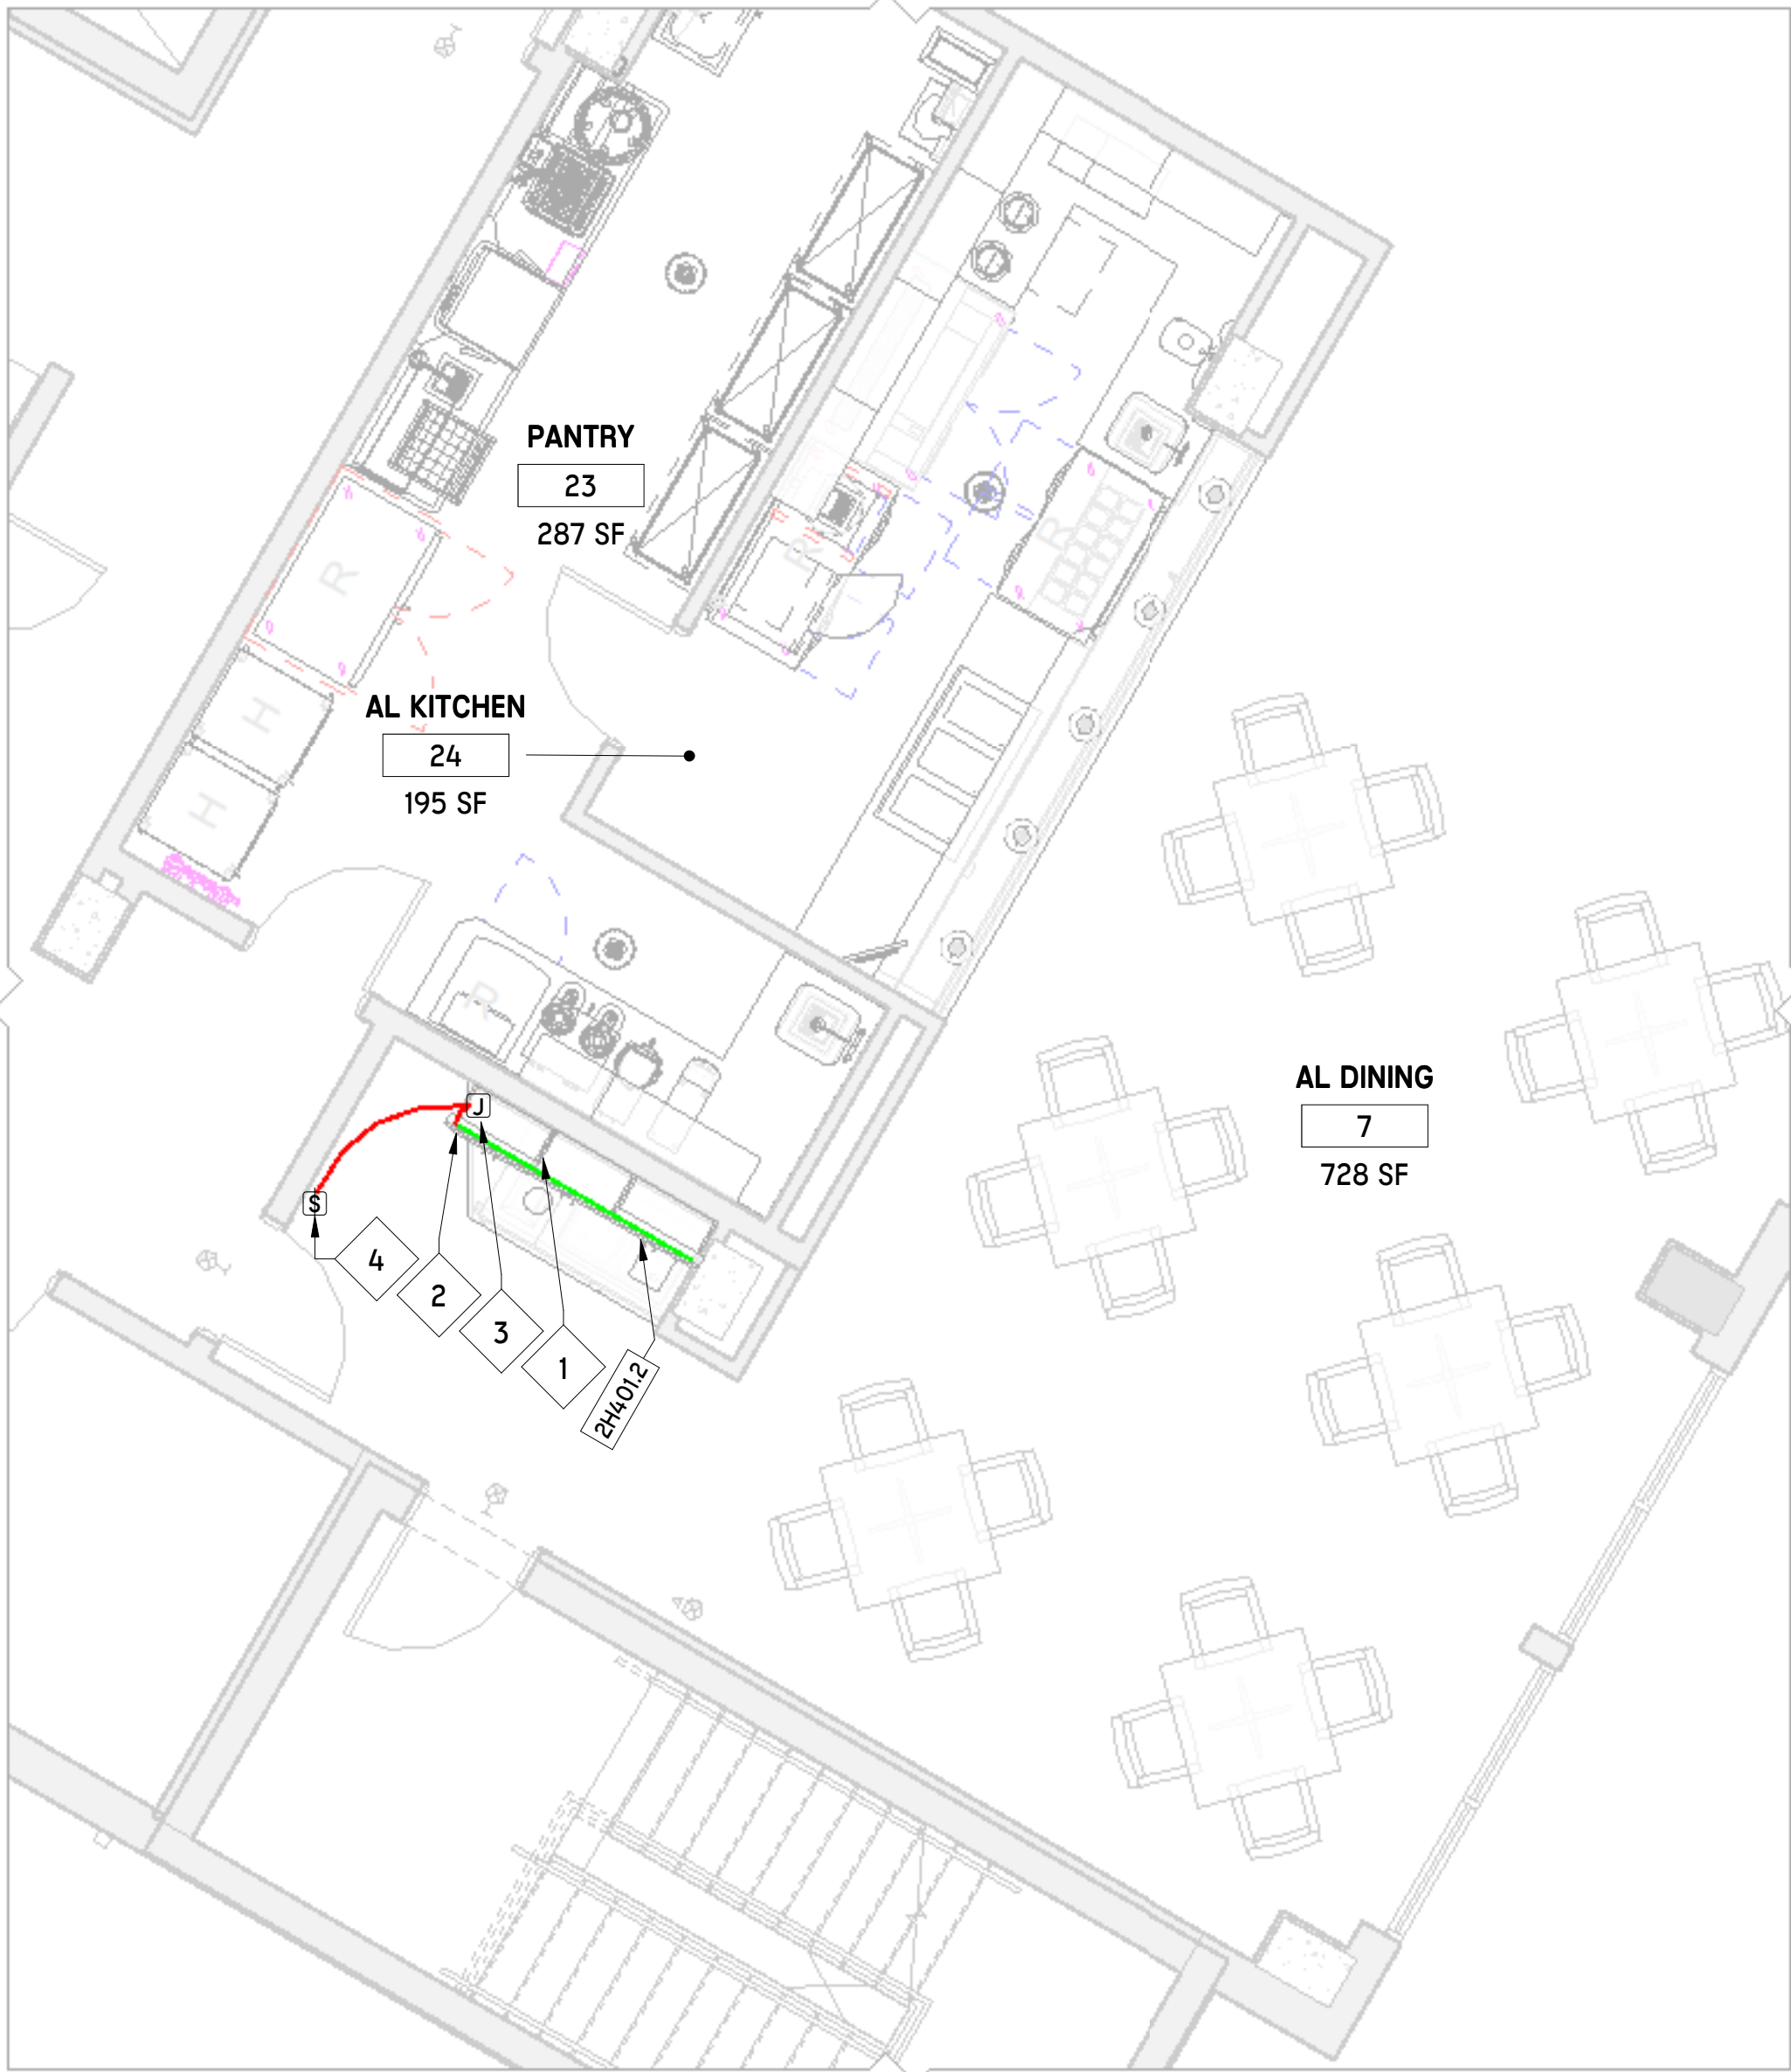 PANTRY
23
287 SF
R
R
R
AL KITCHEN
24
195 SF
H
H
R
AL DINING
7
728 SF
J
S
4
2
3
1
2H401.2